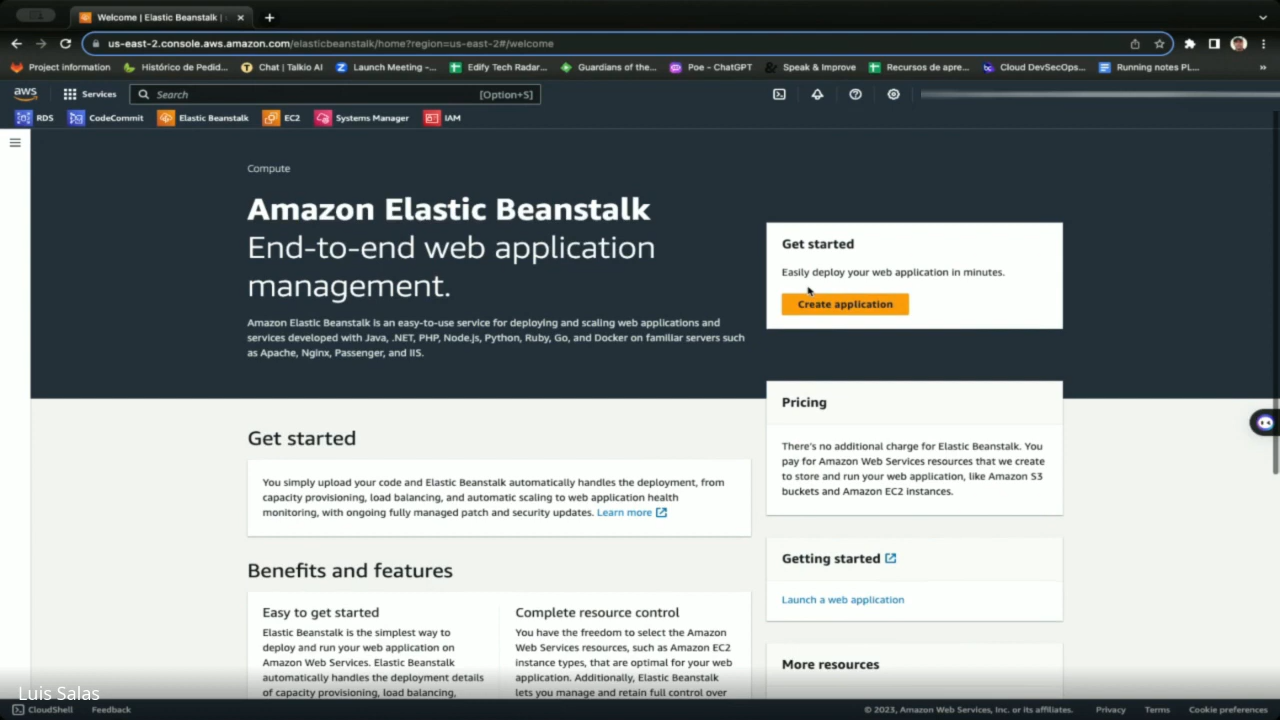 Welcome | Elastic Beanstalk |
us-east-2.console.aws.amazon.com/elasticbeanstalk/home?region=us-east-2#/welcome
Project information
Histórico de Pedid...
Chat | Talkio AI
Launch Meeting -...
Edify Tech Radar...
Guardians of the...
Poe - ChatGPT
Speak & Improve
Recursos de apre...
Cloud DevSecOps...
Running notes PL...
aws
Services
Search
[Option+S]
RDS
CodeCommit
Elastic Beanstalk
EC2
Systems Manager
IAM
Compute
Amazon Elastic Beanstalk
End-to-end web application
management.
Amazon Elastic Beanstalk is an easy-to-use service for deploying and scaling web applications and
services developed with Java, .NET, PHP, Node.js, Python, Ruby, Go, and Docker on familiar servers such
as Apache, Nginx, Passenger, and IIS.
Get started
Easily deploy your web application in minutes.
Create application
Pricing
There's no additional charge for Elastic Beanstalk. You
pay for Amazon Web Services resources that we create
to store and run your web application, like Amazon S3
buckets and Amazon EC2 instances.
Get started
You simply upload your code and Elastic Beanstalk automatically handles the deployment, from
capacity provisioning, load balancing, and automatic scaling to web application health
monitoring, with ongoing fully managed patch and security updates. Learn more
Getting started
Launch a web application
Benefits and features
Easy to get started
Elastic Beanstalk is the simplest way to
deploy and run your web application on
Amazon Web Services. Elastic Beanstalk
automatically handles the deployment details
of capacity provisioning, load balancing,
Complete resource control
You have the freedom to select the Amazon
Web Services resources, such as Amazon EC2
instance types, that are optimal for your web
application. Additionally, Elastic Beanstalk
lets you manage and retain full control over
More resources
Luis Salas
CloudShell
Feedback
© 2023, Amazon Web Services, Inc. or its affiliates.
Privacy
Terms
Cookie preferences